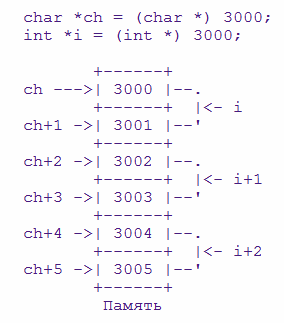 char *ch = (char *) 3000;
int *i = (int *) 3000;
        +------+
ch --->| 3000 |--.
        +------+  |<- i
ch+1 ->| 3001 |--'
        +------+
ch+2 ->| 3002 |--.
        +------+  |<- i+1
ch+3 ->| 3003 |--'
        +------+
ch+4 ->| 3004 |--.
        +------+  |<- i+2
ch+5 ->| 3005 |--'
        +------+
Память